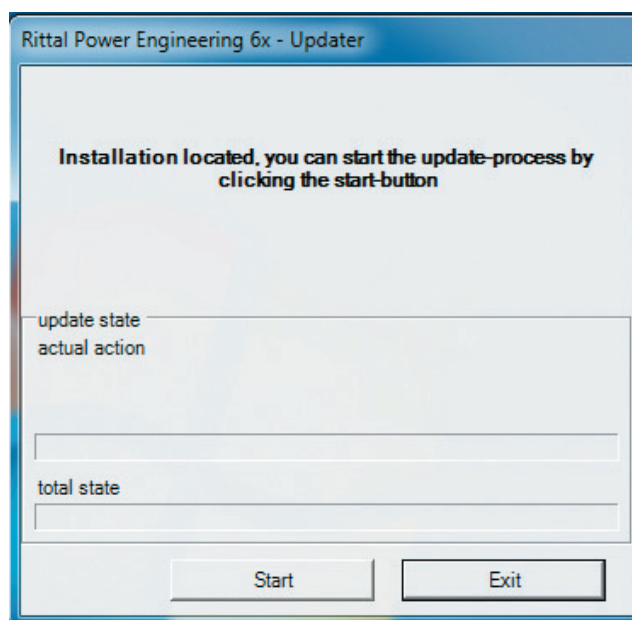 Rittal Power Engineering 6x - Updater
Installation located, you can start the update-process by
clicking the start-button
update state
actual action
total state
Start
Exit